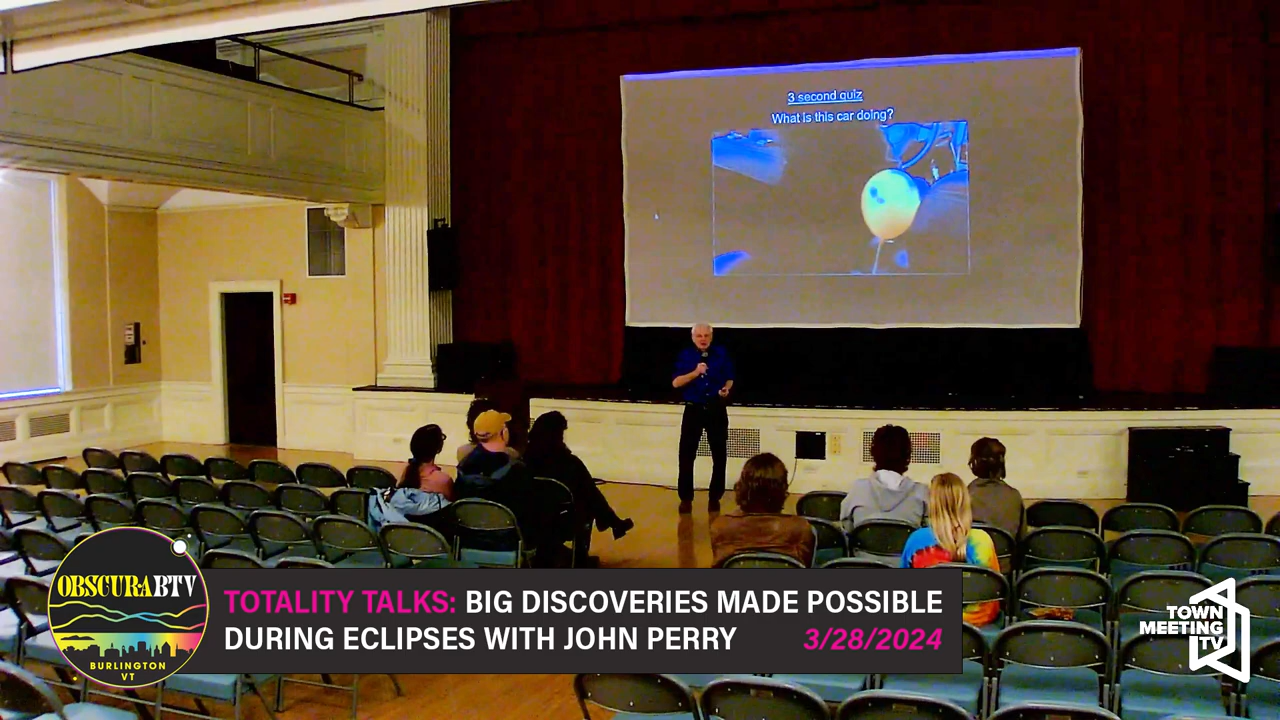 3 second quiz
What is this car doing?
OBSCURABTV
BURLINGTON
VT
TOTALITY TALKS: BIG DISCOVERIES MADE POSSIBLE
DURING ECLIPSES WITH JOHN PERRY 3/28/2024
TOWN
MEETING
TV